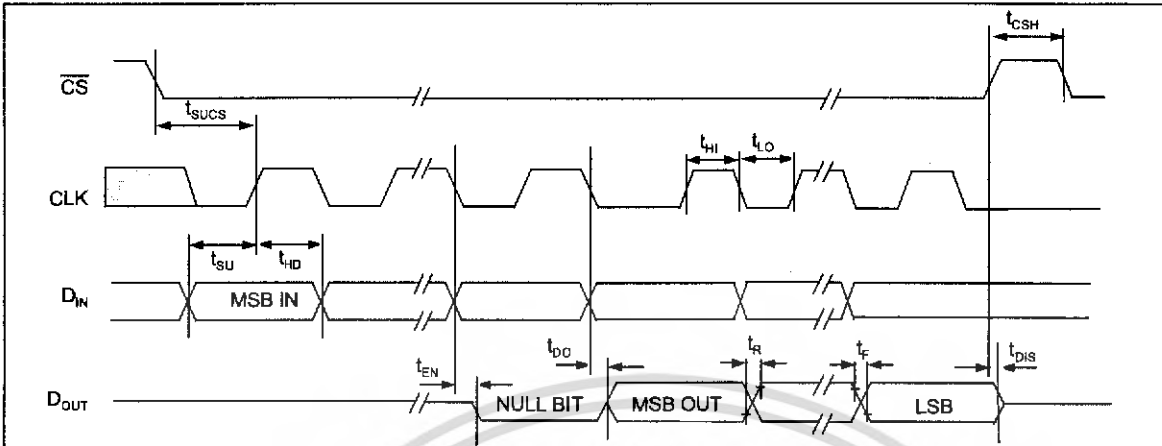 tCSH
CS
tSUCS
tHI tLO
CLK
tSU tHD
DIN MSB IN
tEN tDO tR tF tDIS
DOUT NULL BIT MSB OUT LSB